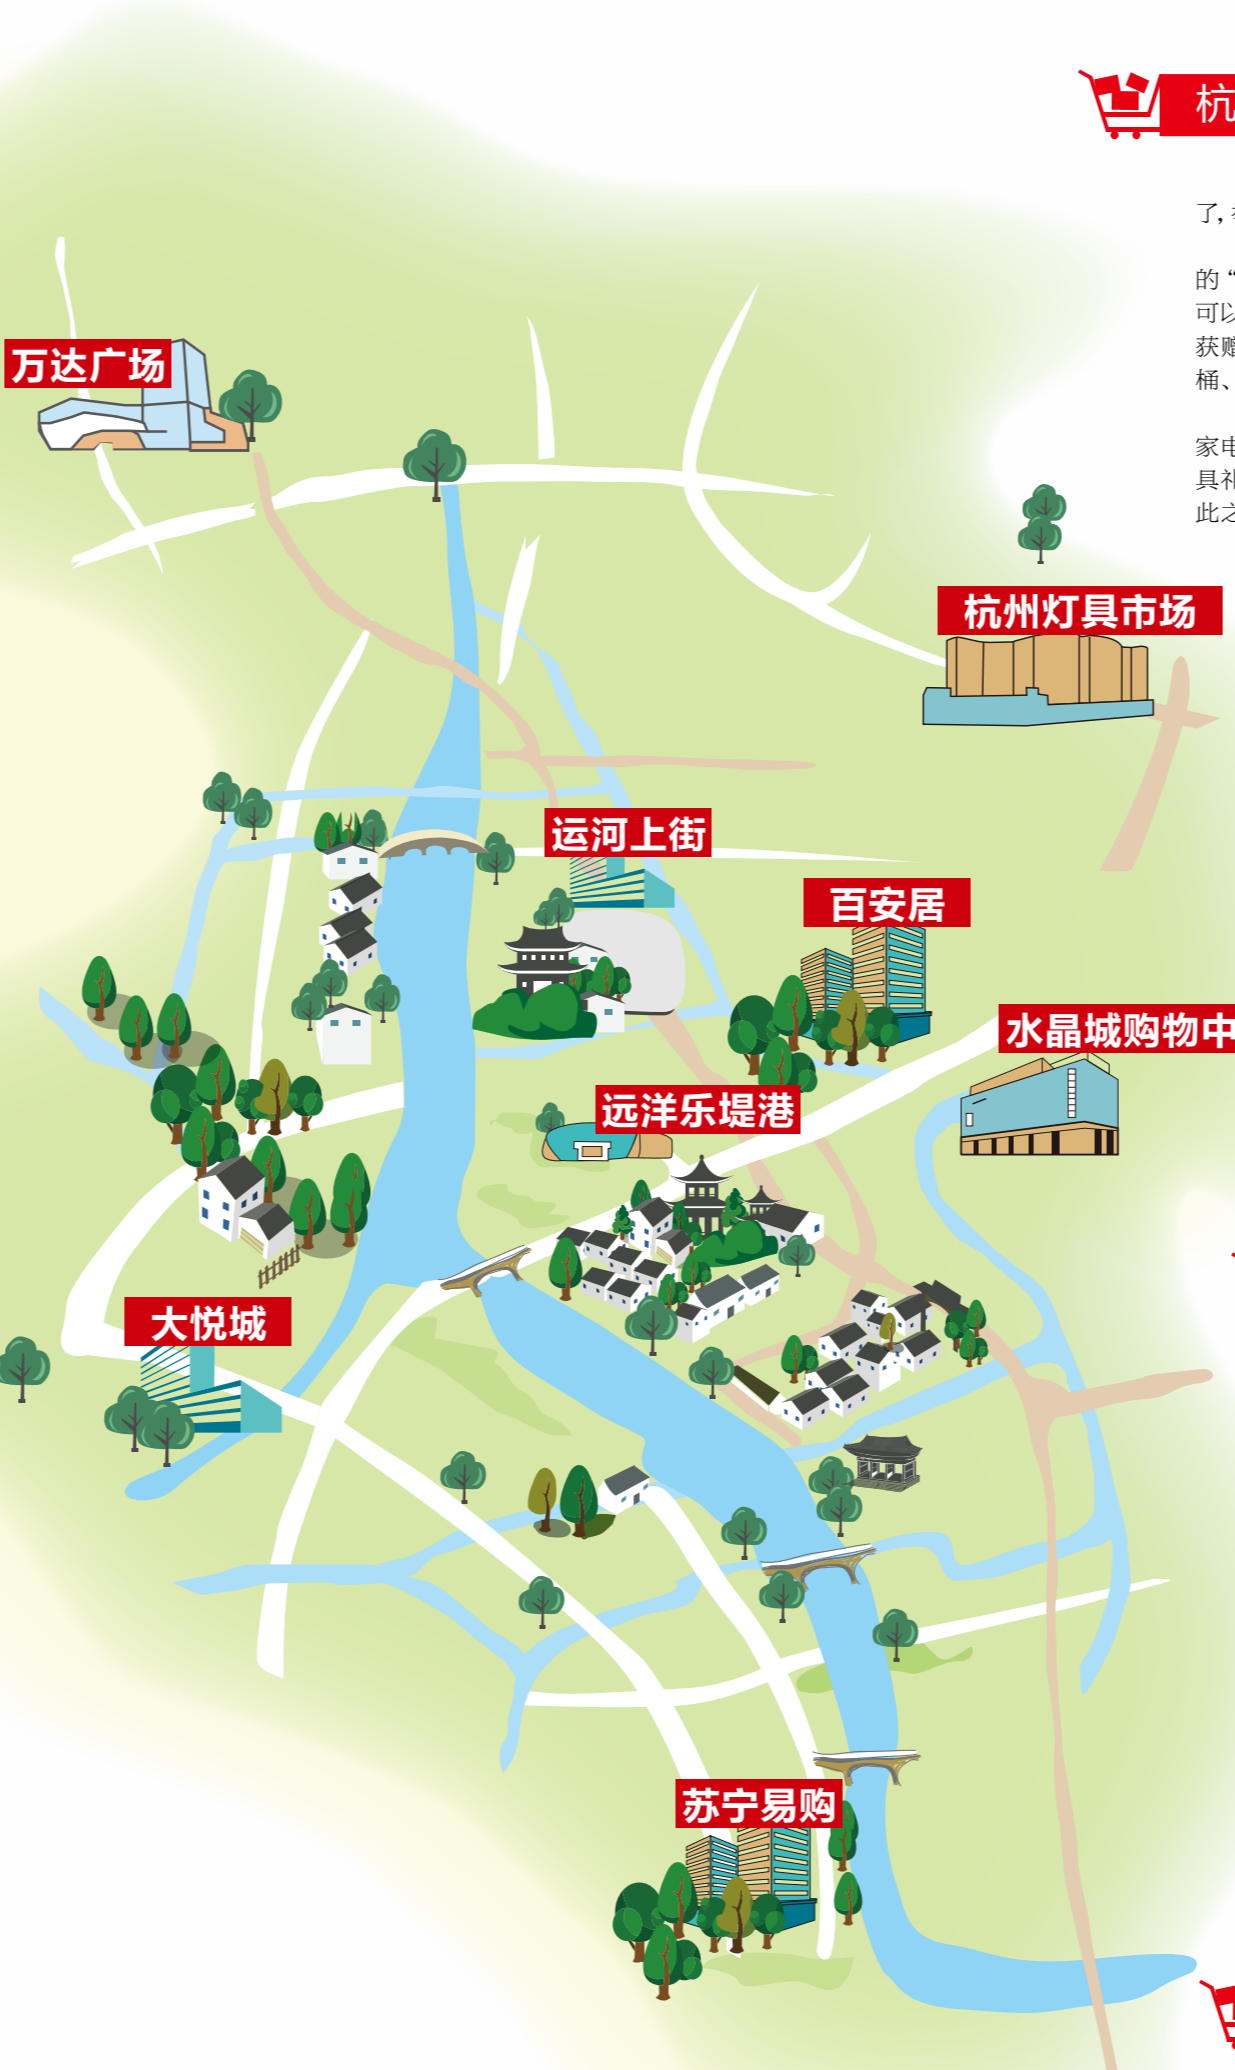 杭
了,
的“
可以
获赠
桶、
家电
具礼
此之
万达广场
杭州灯具市场
运河上街
百安居
水晶城购物中
远洋乐堤港
大悦城
苏宁易购